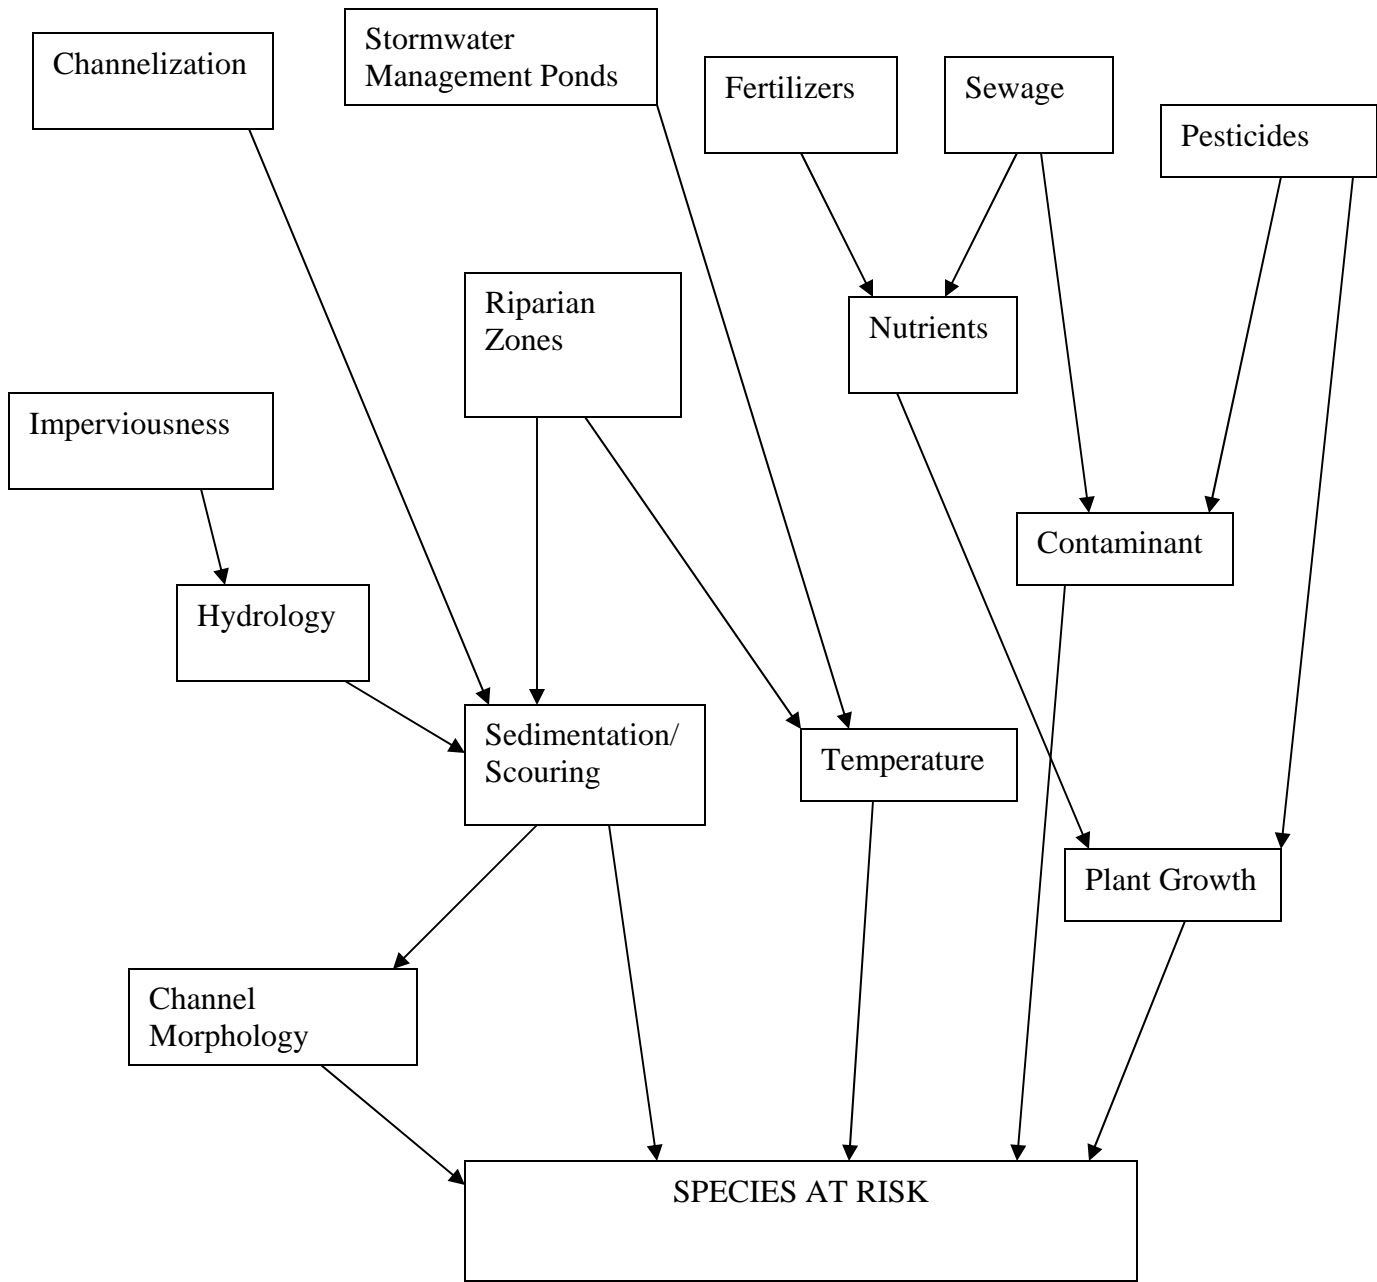 Stormwater
Management Ponds
Channelization
Fertilizers
Sewage
Pesticides
Riparian
Zones
Nutrients
Imperviousness
Contaminant
Hydrology
Sedimentation/
Scouring
Temperature
Plant Growth
Channel
Morphology
SPECIES AT RISK